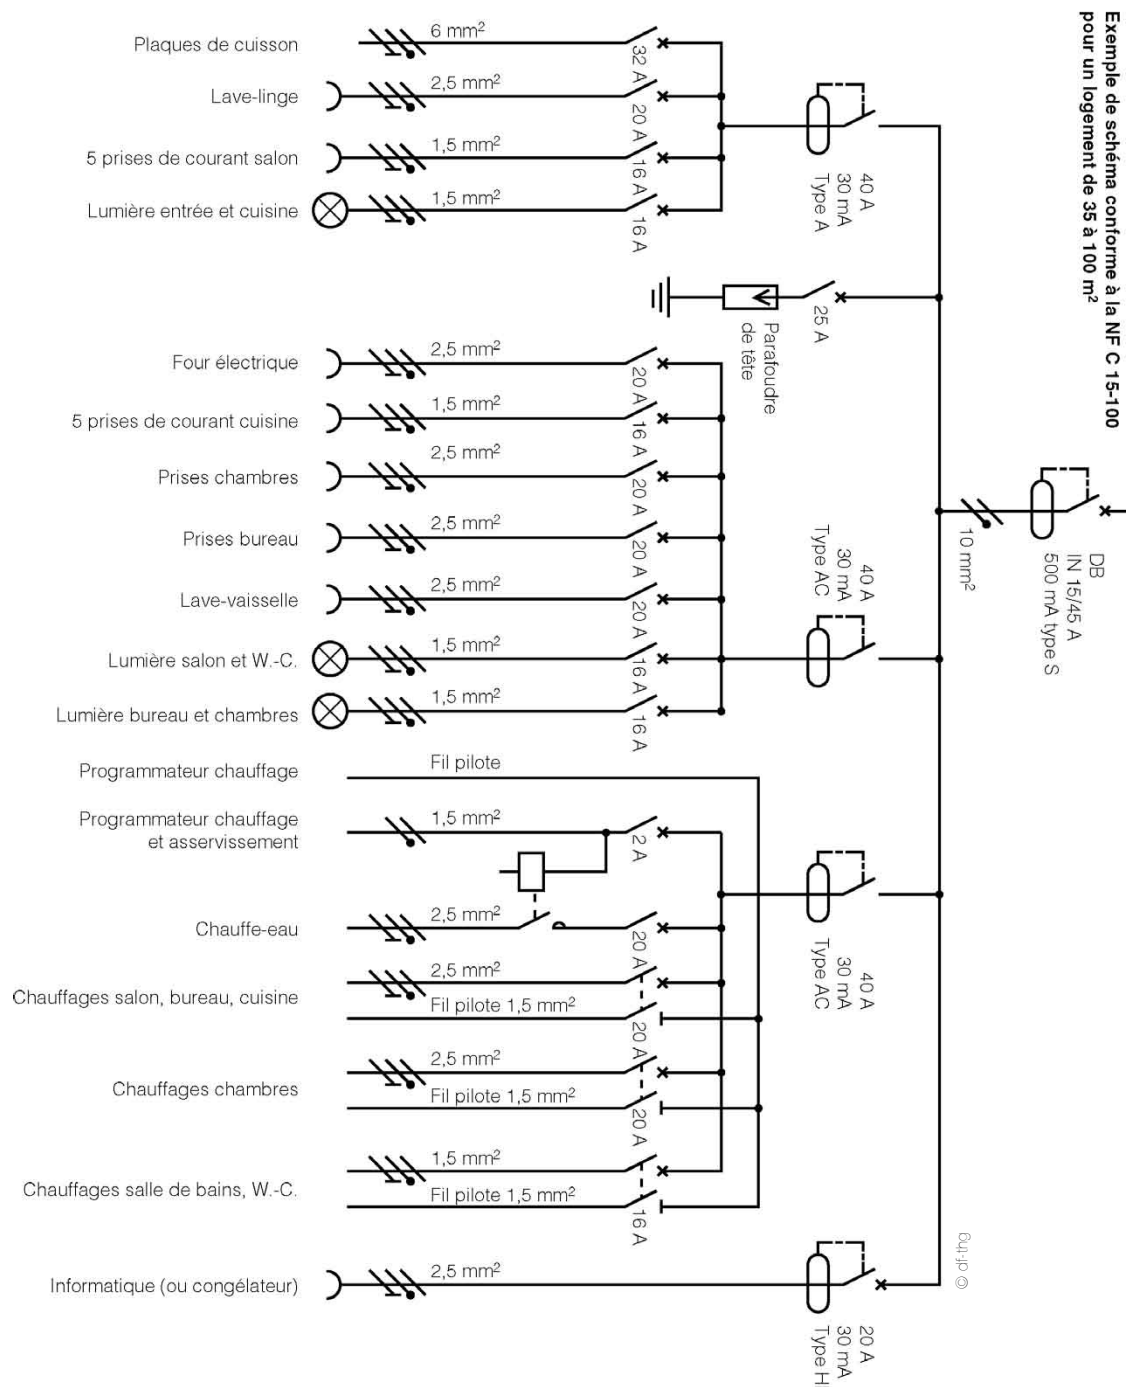 Exemple de schéma conforme à la NF C 15-100
pour un logement de 35 à 100 m²
Plaques de cuisson
6 mm²
32 A
Lave-linge
2,5 mm²
20 A
5 prises de courant salon
1,5 mm²
16 A
Lumière entrée et cuisine
1,5 mm²
16 A
40 A
30 mA
Type A
25 A
Parafoudre
de tête
Four électrique
2,5 mm²
20 A
5 prises de courant cuisine
1,5 mm²
16 A
Prises chambres
2,5 mm²
20 A
Prises bureau
2,5 mm²
20 A
Lave-vaisselle
2,5 mm²
20 A
Lumière salon et W.-C.
1,5 mm²
16 A
Lumière bureau et chambres
1,5 mm²
16 A
40 A
30 mA
Type AC
10 mm²
DB
IN 15/45 A
500 mA type S
Programmateur chauffage
Fil pilote
Programmateur chauffage
et asservissement
1,5 mm²
2 A
Chauffe-eau
2,5 mm²
20 A
Chauffages salon, bureau, cuisine
2,5 mm²
Fil pilote 1,5 mm²
20 A
Chauffages chambres
2,5 mm²
Fil pilote 1,5 mm²
20 A
Chauffages salle de bains, W.-C.
1,5 mm²
Fil pilote 1,5 mm²
16 A
40 A
30 mA
Type AC
Informatique (ou congélateur)
2,5 mm²
20 A
30 mA
Type HI
© df-tng